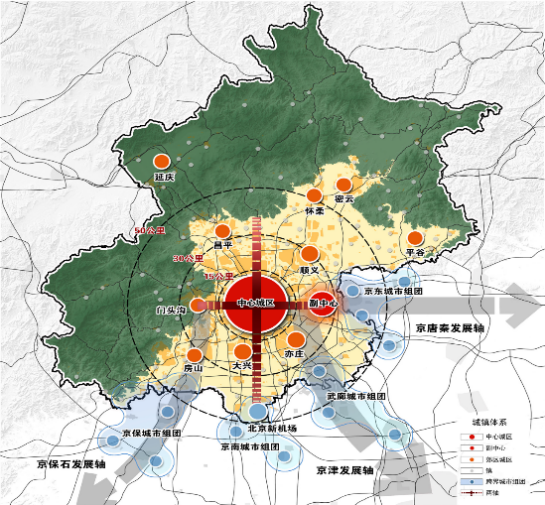 延庆
密云
怀柔
50公里
昌平
平谷
30公里
顺义
15公里
京东城市组团
中心城区
副中心
门头沟
京唐秦发展轴
亦庄
大兴
房山
武廊城市组团
北京新机场
京保城市组团
京南城市组团
京保石发展轴
京津发展轴
城镇体系
中心城区
副中心
郊区城区
镇
跨界城市组团
两轴